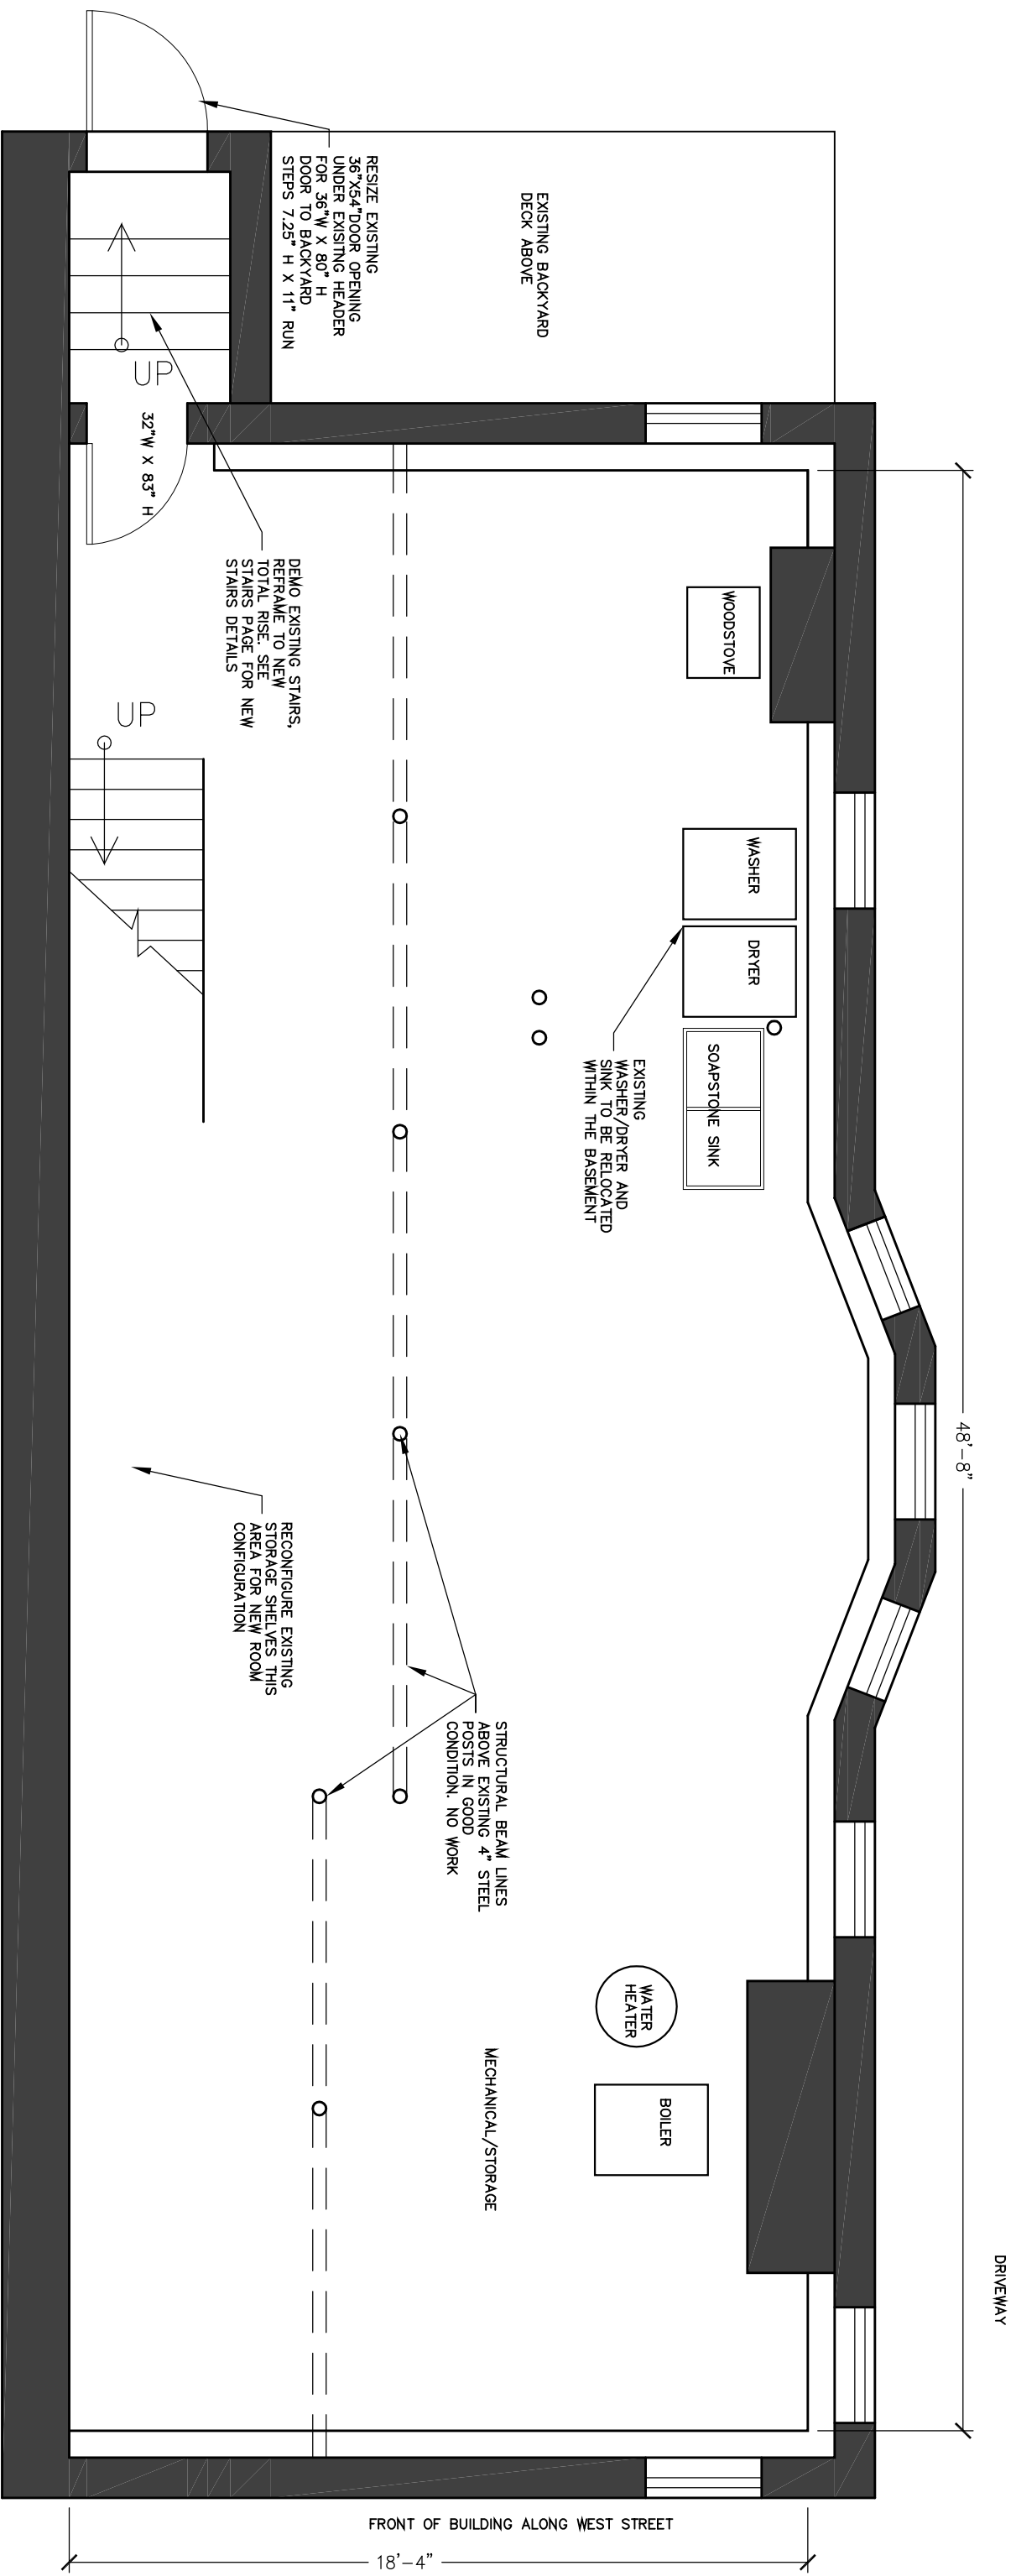 RESIZE EXISTING
36"X54"DOOR OPENING
UNDER EXISITNG HEADER
FOR 36"W X 80" H
DOOR TO BACKYARD
STEPS 7.25" H X 11" RUN
EXISTING BACKYARD
DECK ABOVE
UP
32"W X 83" H
DEMO EXISTING STAIRS,
REFRAME TO NEW
TOTAL RISE. SEE
STAIRS PAGE FOR NEW
STAIRS DETAILS
UP
WOODSTOVE
WASHER
DRYER
SOAPSTONE SINK
EXISTING
WASHER/DRYER AND
SINK TO BE RELOCATED
WITHIN THE BASEMENT
48'-8"
RECONFIGURE EXISTING
STORAGE SHELVES THIS
AREA FOR NEW ROOM
CONFIGURATION
STRUCTURAL BEAM LINES
ABOVE EXISTING 4" STEEL
POSTS IN GOOD
CONDITION. NO WORK
WATER
HEATER
BOILER
MECHANICAL/STORAGE
DRIVEWAY
FRONT OF BUILDING ALONG WEST STREET
18'-4"